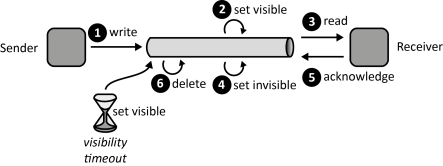 2 set visible
3 read
1 write
Sender
Receiver
6 delete
4 set invisible
5 acknowledge
set visible
visibility
timeout